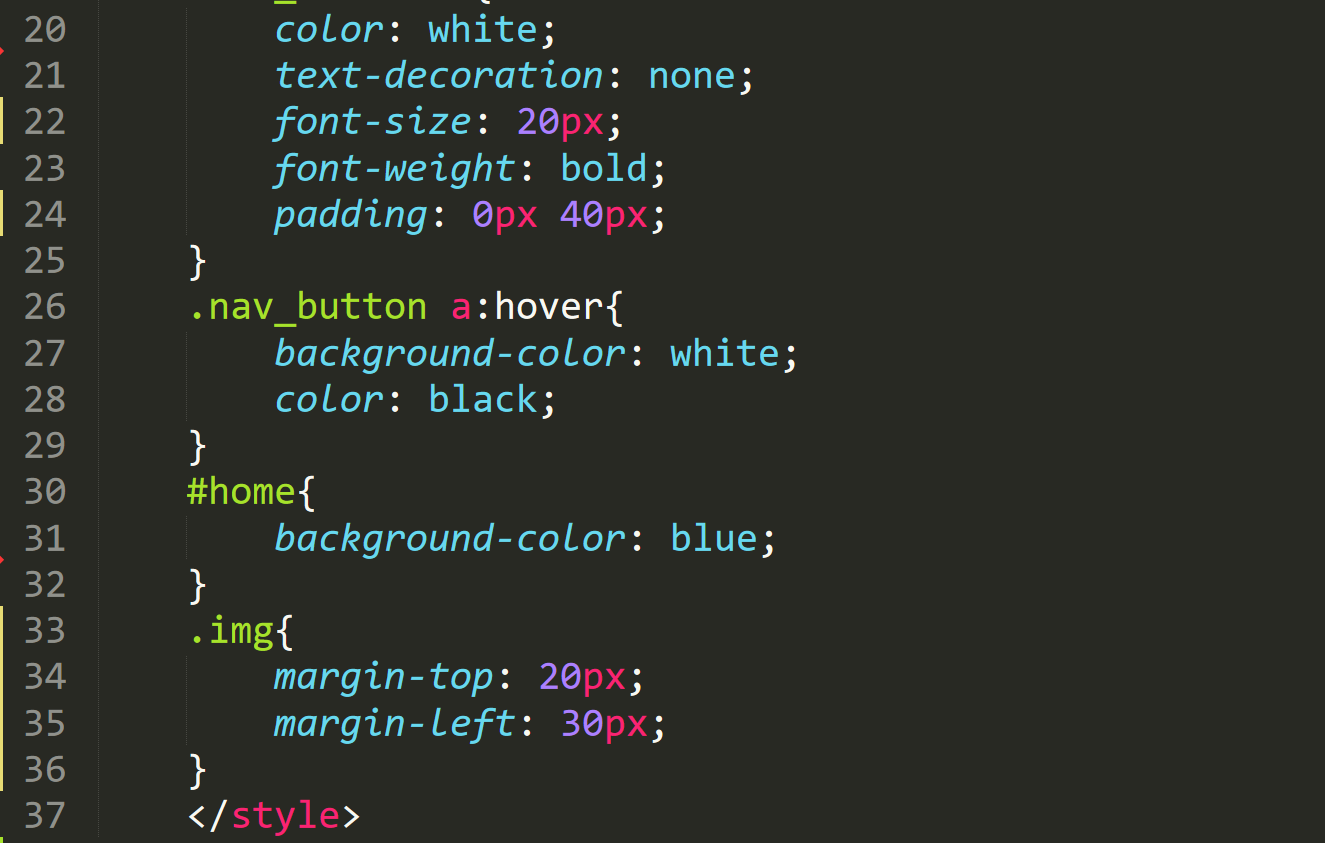 20 color: white;
21 text-decoration: none;
22 font-size: 20px;
23 font-weight: bold;
24 padding: 0px 40px;
25 }
26 .nav_button a:hover{
27 background-color: white;
28 color: black;
29 }
30 #home{
31 background-color: blue;
32 }
33 .img{
34 margin-top: 20px;
35 margin-left: 30px;
36 }
37 </style>